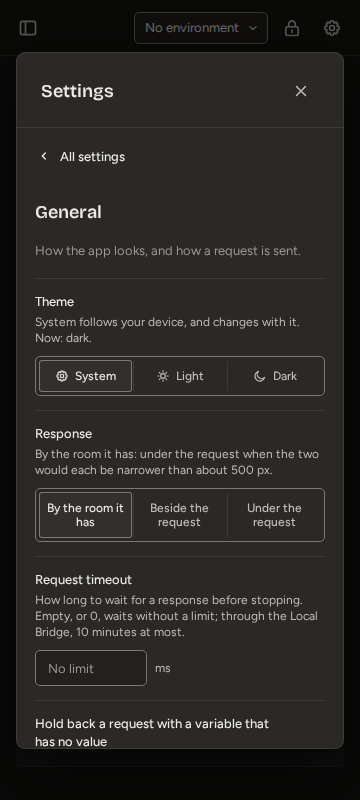 No environment
Settings
All settings
General
How the app looks, and how a request is sent.
Theme
System follows your device, and changes with it.
Now: dark.
System
Light
Dark
Response
By the room it has: under the request when the two
would each be narrower than about 500 px.
By the room it
has
Beside the
request
Under the
request
Request timeout
How long to wait for a response before stopping.
Empty, or 0, waits without a limit; through the Local
Bridge, 10 minutes at most.
No limit
ms
Hold back a request with a variable that
has no value